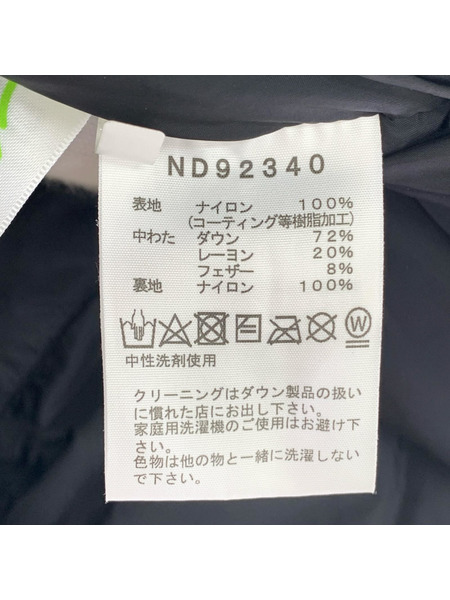 ND92340
表地 ナイロン 100%
(コーティング等樹脂加工)
中わた ダウン 72%
レーヨン 20%
フェザー 8%
裏地 ナイロン 100%
W
中性洗剤使用
クリーニングはダウン製品の扱い
に慣れた店にお出し下さい。
家庭用洗濯機のご使用はお避け下
さい。
色物は他の物と一緒に洗濯しない
で下さい。